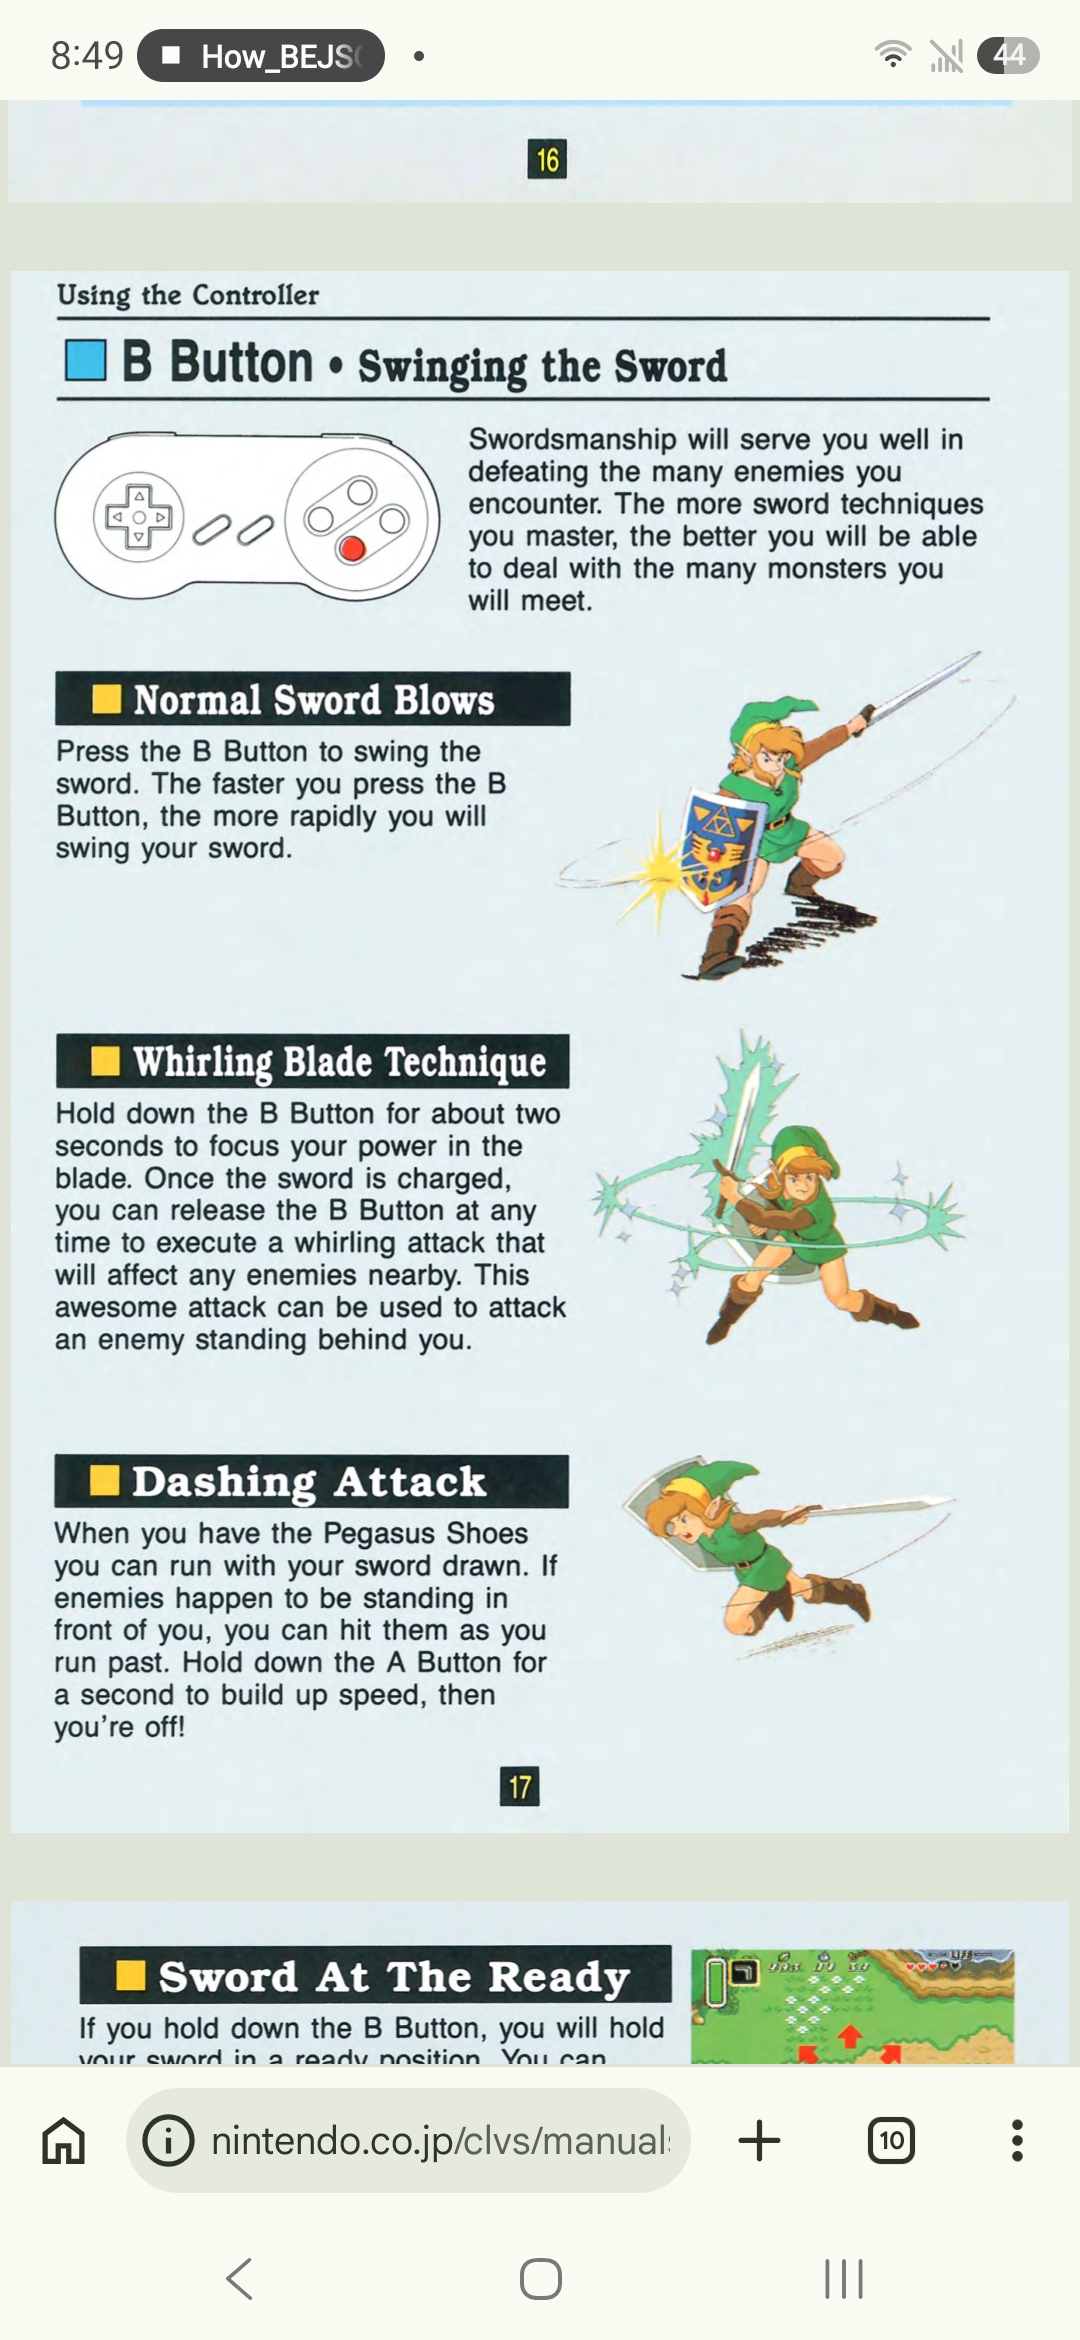 8:49 How_BEJS
44
16
Using the Controller
B Button • Swinging the Sword
Swordsmanship will serve you well in
defeating the many enemies you
encounter. The more sword techniques
you master, the better you will be able
to deal with the many monsters you
will meet.
Normal Sword Blows
Press the B Button to swing the
sword. The faster you press the B
Button, the more rapidly you will
swing your sword.
Whirling Blade Technique
Hold down the B Button for about two
seconds to focus your power in the
blade. Once the sword is charged,
you can release the B Button at any
time to execute a whirling attack that
will affect any enemies nearby. This
awesome attack can be used to attack
an enemy standing behind you.
Dashing Attack
When you have the Pegasus Shoes
you can run with your sword drawn. If
enemies happen to be standing in
front of you, you can hit them as you
run past. Hold down the A Button for
a second to build up speed, then
you're off!
17
Sword At The Ready
If you hold down the B Button, you will hold
your sword in a ready position. You can
LIFE
nintendo.co.jp/clvs/manual
10